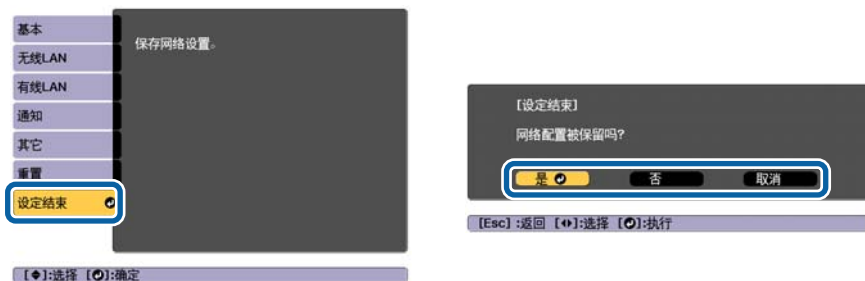 基本
无线LAN
有线LAN
通知
其它
重置
设定结束
保存网络设置。
[◆]:选择 [↵]:确定
[设定结束]
网络配置被保留吗?
是 否 取消
[Esc] :返回 [◀▶]:选择 [↵]:执行